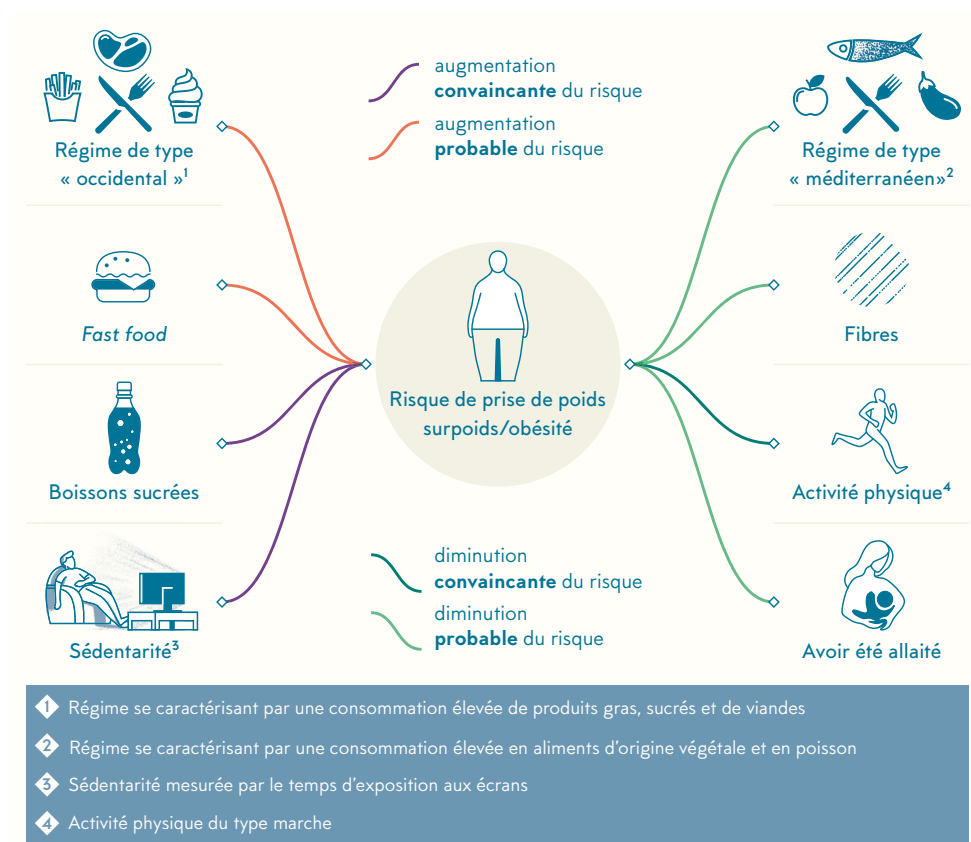 Régime de type
« occidental »¹
Fast food
Boissons sucrées
Sédentarité³
augmentation
convaincante du risque
augmentation
probable du risque
Risque de prise de poids
surpoids/obésité
diminution
convaincante du risque
diminution
probable du risque
Régime de type
« méditerranéen»²
Fibres
Activité physique⁴
Avoir été allaité
1 Régime se caractérisant par une consommation élevée de produits gras, sucrés et de viandes
2 Régime se caractérisant par une consommation élevée en aliments d'origine végétale et en poisson
3 Sédentarité mesurée par le temps d'exposition aux écrans
4 Activité physique du type marche